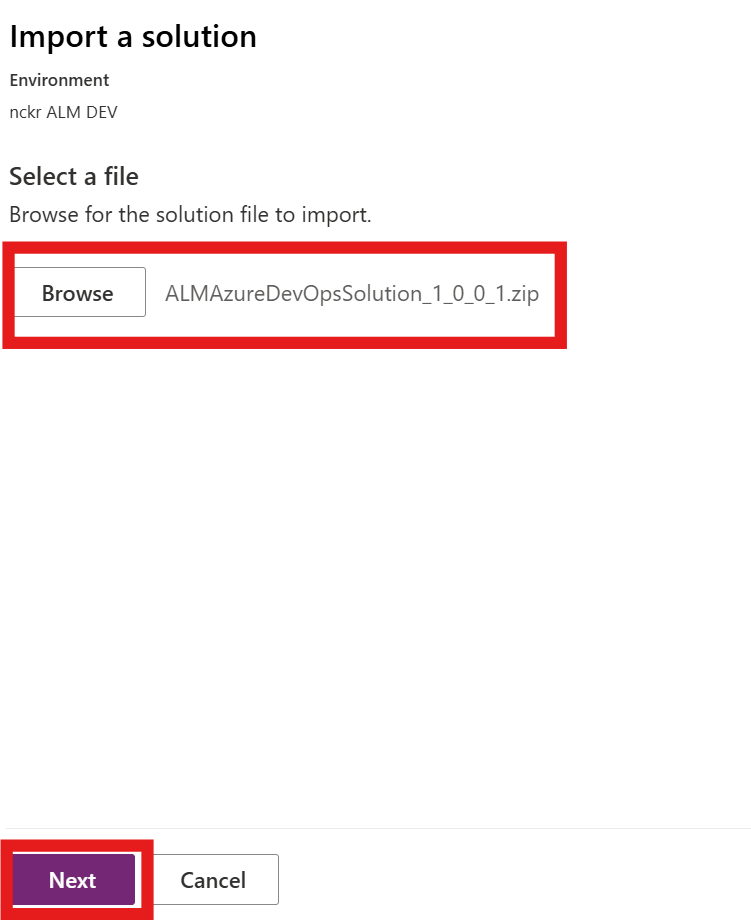 Import a solution
Environment
nckr ALM DEV
Select a file
Browse for the solution file to import.
Browse ALMAzureDevOpsSolution_1_0_0_1.zip
Next Cancel